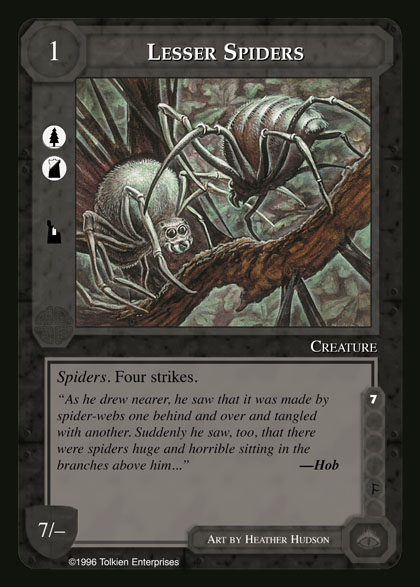 1
LESSER SPIDERS
CREATURE
Spiders. Four strikes.
“As he drew nearer, he saw that it was made by
spider-webs one behind and over and tangled
with another. Suddenly he saw, too, that there
were spiders huge and horrible sitting in the
branches above him...” —Hob
7
7/–
ART BY HEATHER HUDSON
©1996 Tolkien Enterprises